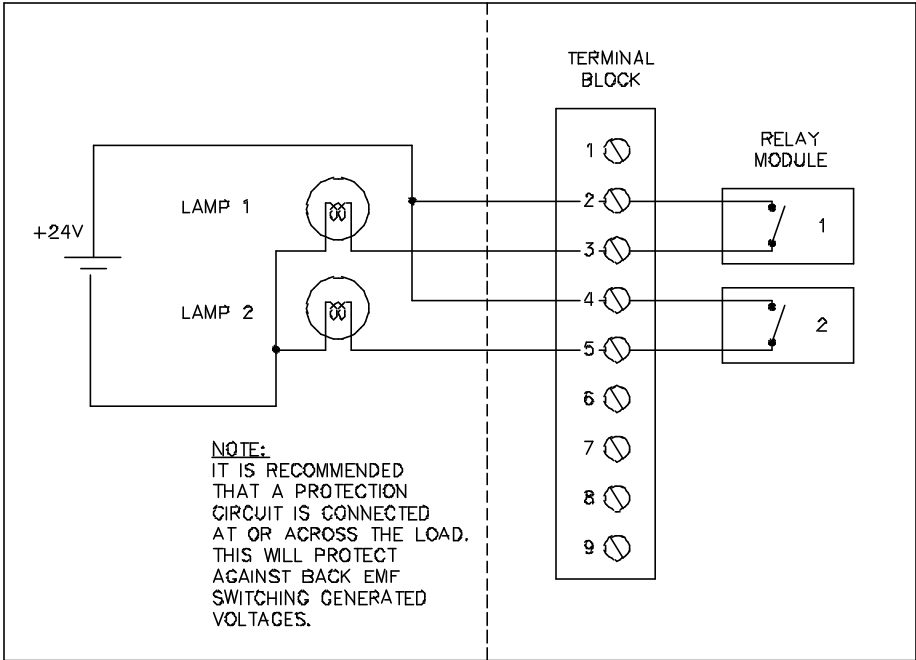 TERMINAL
BLOCK
RELAY
MODULE
1
LAMP 1
2
1
+24V
3
LAMP 2
4
2
5
6
7
8
9
NOTE:
IT IS RECOMMENDED
THAT A PROTECTION
CIRCUIT IS CONNECTED
AT OR ACROSS THE LOAD.
THIS WILL PROTECT
AGAINST BACK EMF
SWITCHING GENERATED
VOLTAGES.